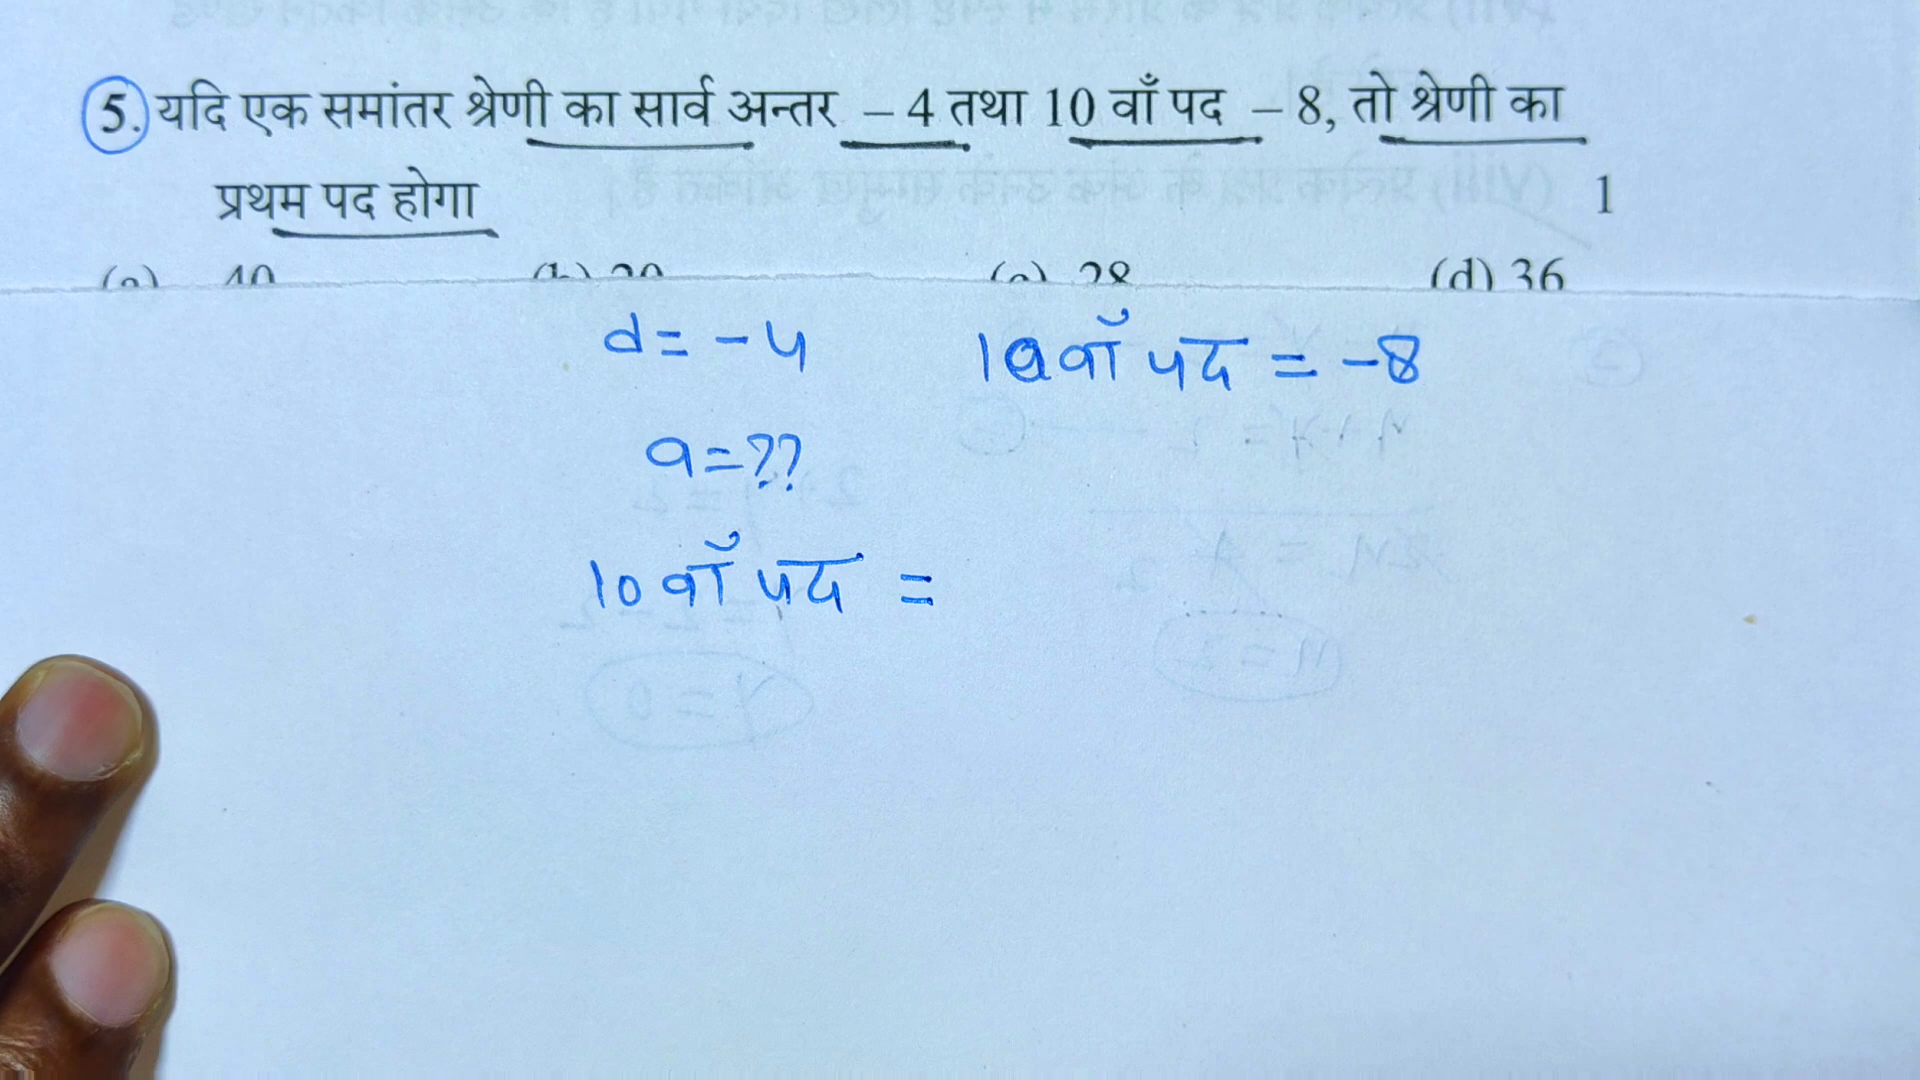 5. यदि एक समांतर श्रेणी का सार्व अन्तर – 4 तथा 10 वाँ पद – 8, तो श्रेणी का
प्रथम पद होगा 1
(d) 36
d = -4 10वाँ पद = -8
a = ??
10 वाँ पद =